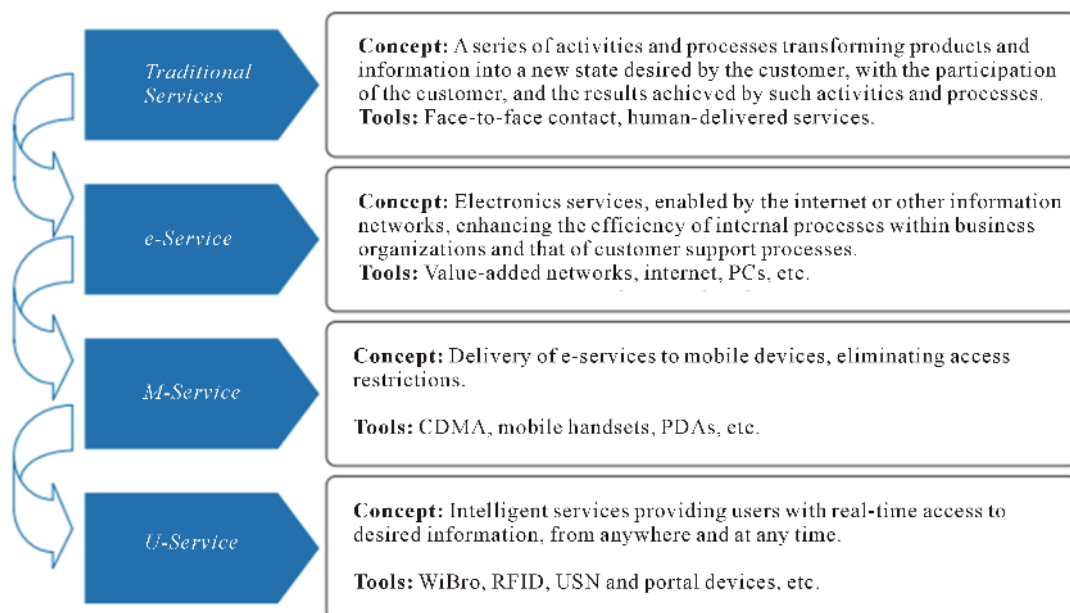 Traditional
Services
Concept: A series of activities and processes transforming products and
information into a new state desired by the customer, with the participation
of the customer, and the results achieved by such activities and processes.
Tools: Face-to-face contact, human-delivered services.
e-Service
Concept: Electronics services, enabled by the internet or other information
networks, enhancing the efficiency of internal processes within business
organizations and that of customer support processes.
Tools: Value-added networks, internet, PCs, etc.
M-Service
Concept: Delivery of e-services to mobile devices, eliminating access
restrictions.
Tools: CDMA, mobile handsets, PDAs, etc.
U-Service
Concept: Intelligent services providing users with real-time access to
desired information, from anywhere and at any time.
Tools: WiBro, RFID, USN and portal devices, etc.